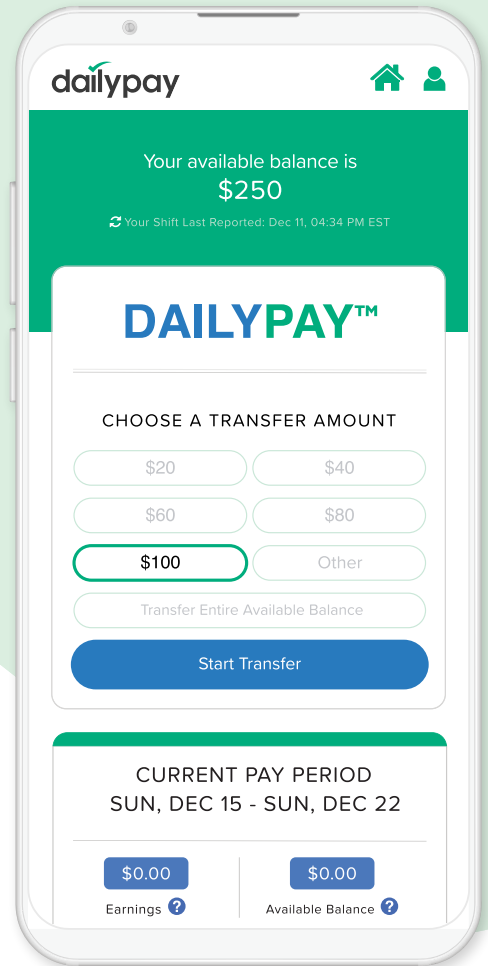 dailypay
Your available balance is
$250
Your Shift Last Reported: Dec 11, 04:34 PM EST
DAILYPAY™
CHOOSE A TRANSFER AMOUNT
$20 $40
$60 $80
$100 Other
Transfer Entire Available Balance
Start Transfer
CURRENT PAY PERIOD
SUN, DEC 15 - SUN, DEC 22
$0.00 $0.00
Earnings ? Available Balance ?